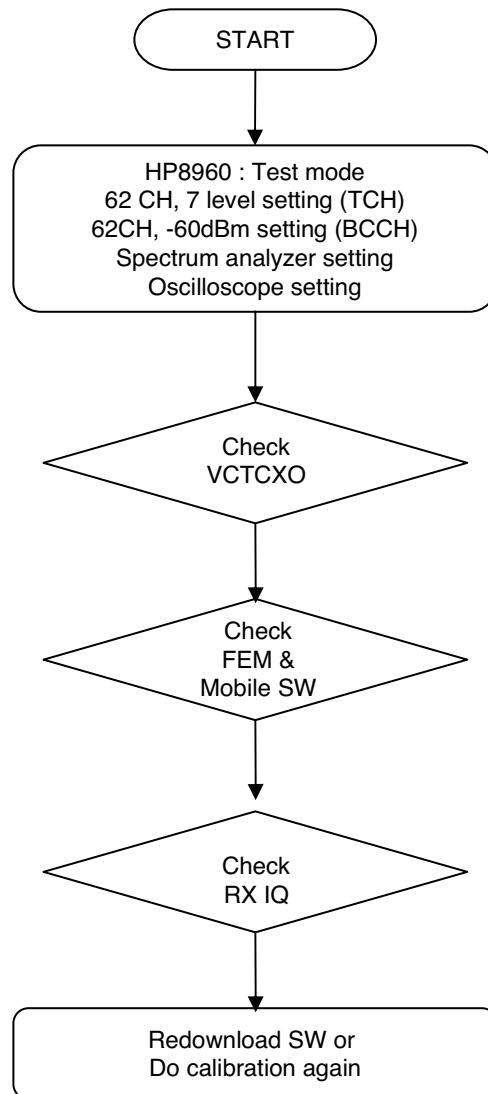 START
HP8960 : Test mode
62 CH, 7 level setting (TCH)
62CH, -60dBm setting (BCCH)
Spectrum analyzer setting
Oscilloscope setting
Check
VCTCXO
Check
FEM &
Mobile SW
Check
RX IQ
Redownload SW or
Do calibration again